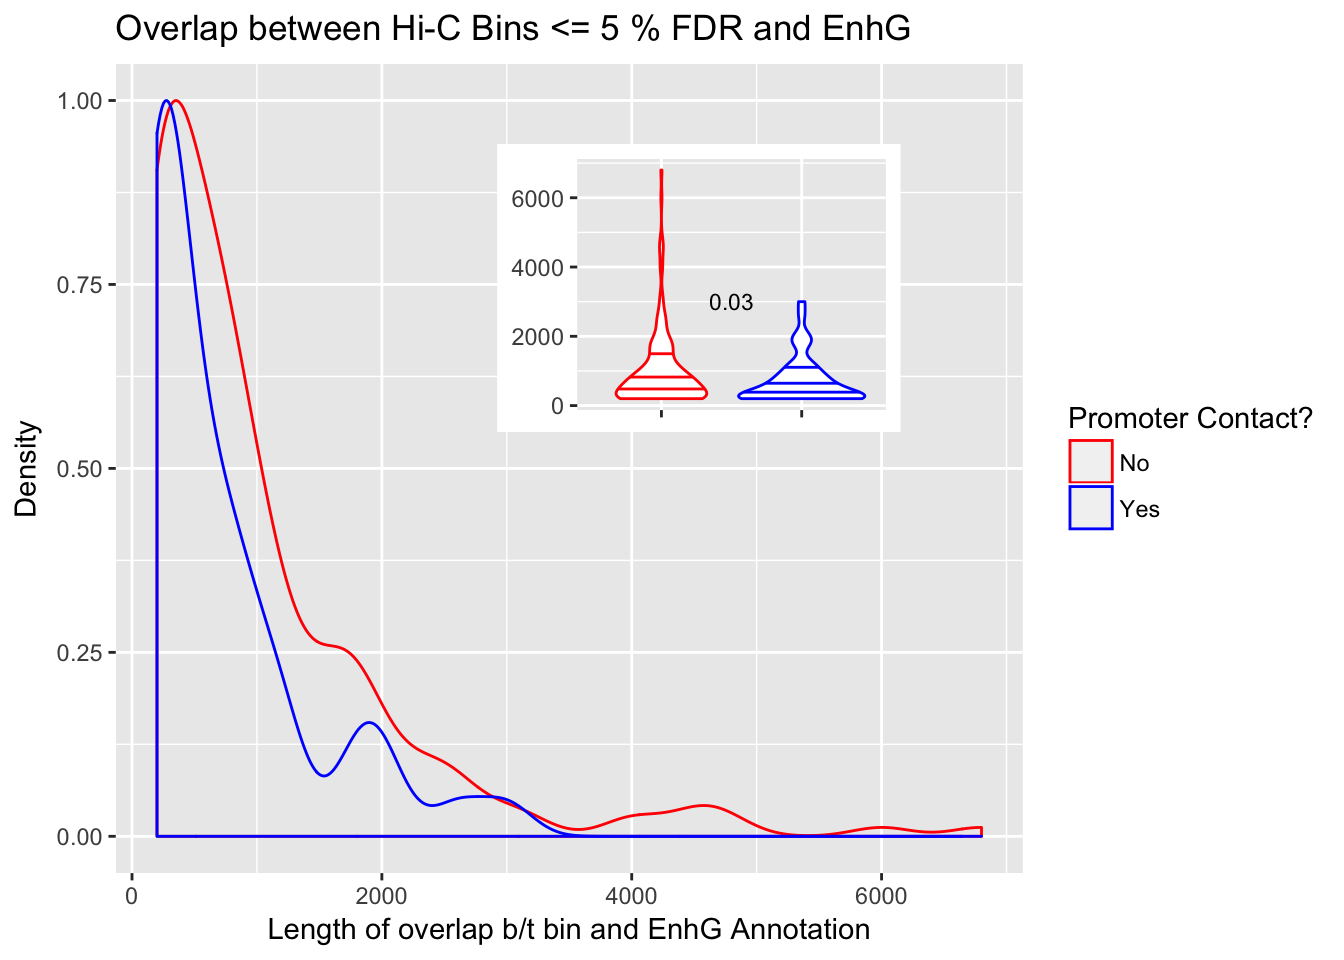 Overlap between Hi-C Bins <= 5 % FDR and EnhG
1.00
0.75
0.50
0.25
0.00
Density
0
2000
4000
6000
Length of overlap b/t bin and EnhG Annotation
6000
4000
2000
0
0.03
Promoter Contact?
No
Yes